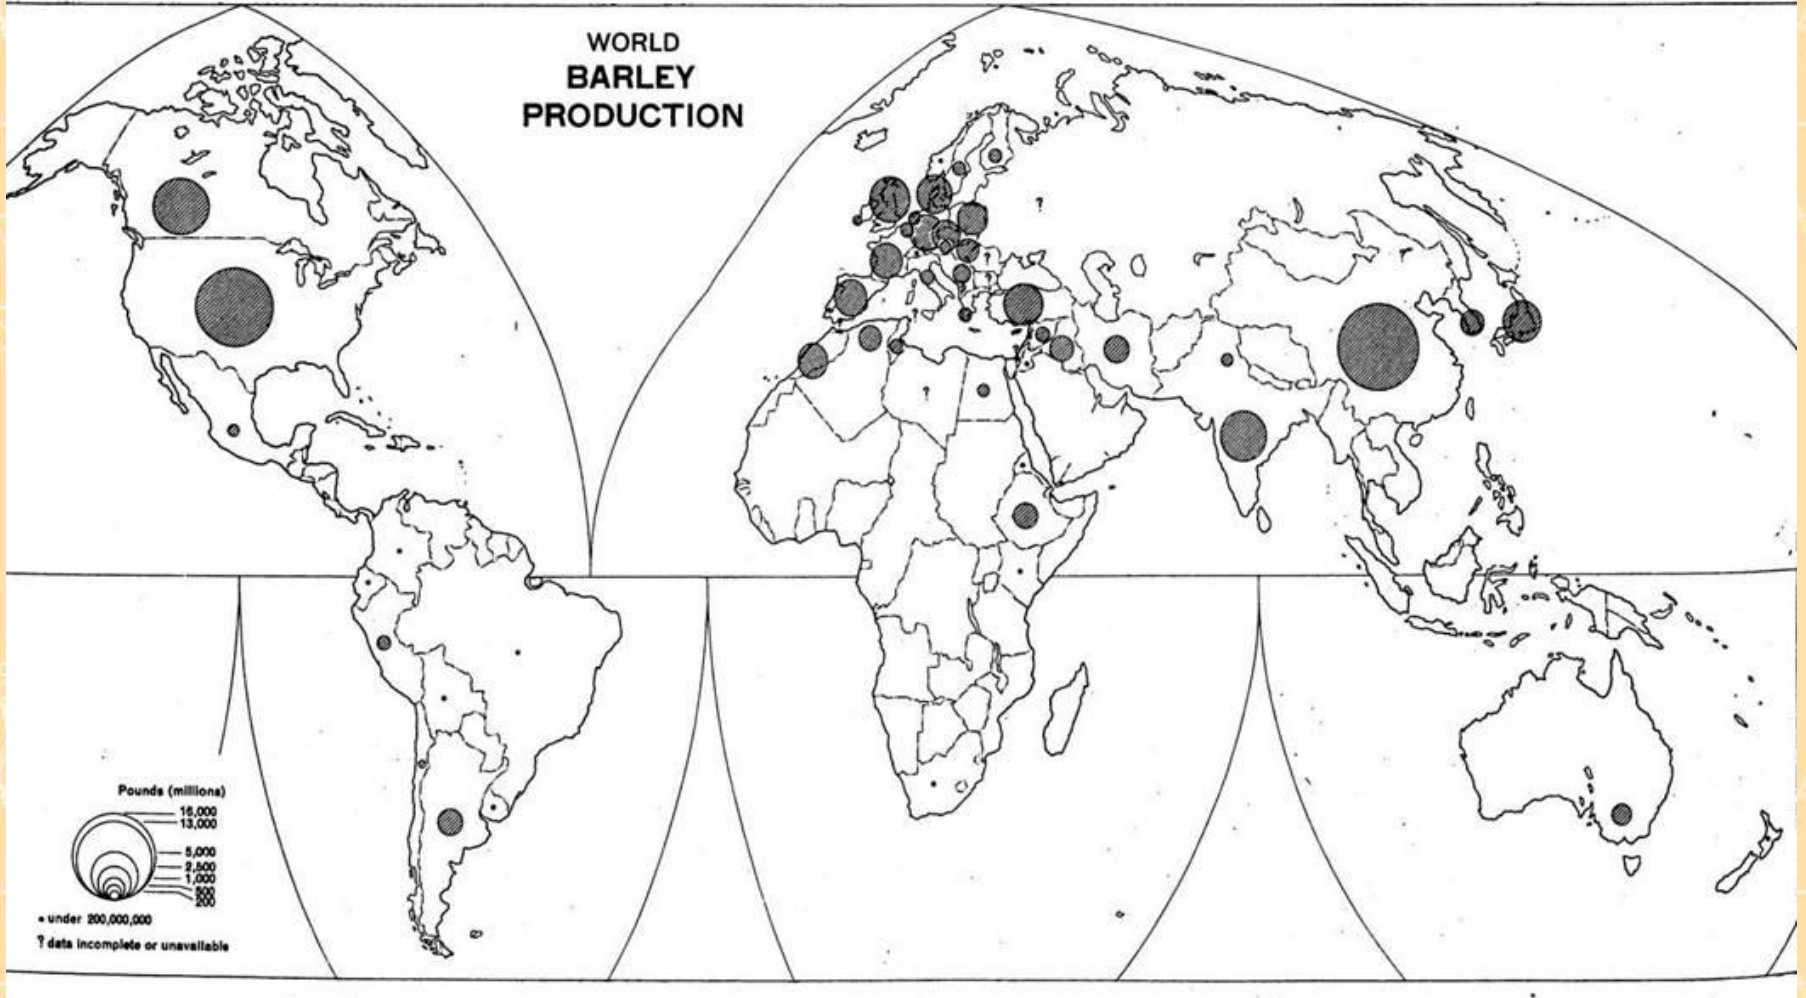 WORLD
BARLEY
PRODUCTION
?
?
?
?
?
Pounds (millions)
16,000
13,000
5,000
2,500
1,000
500
200
• under 200,000,000
? data incomplete or unavailable